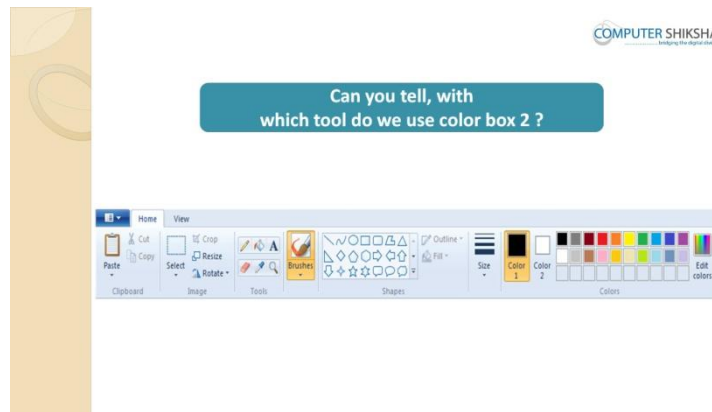 COMPUTER SHIKSHA
Can you tell, with
which tool do we use color box 2 ?
Home View
Cut
Copy
Paste
Clipboard
Select
Crop
Resize
Rotate
Image
A
Tools
Brushes
Shapes
Outline
Fill
Size
Color
1
Color
2
Colors
Edit
colors